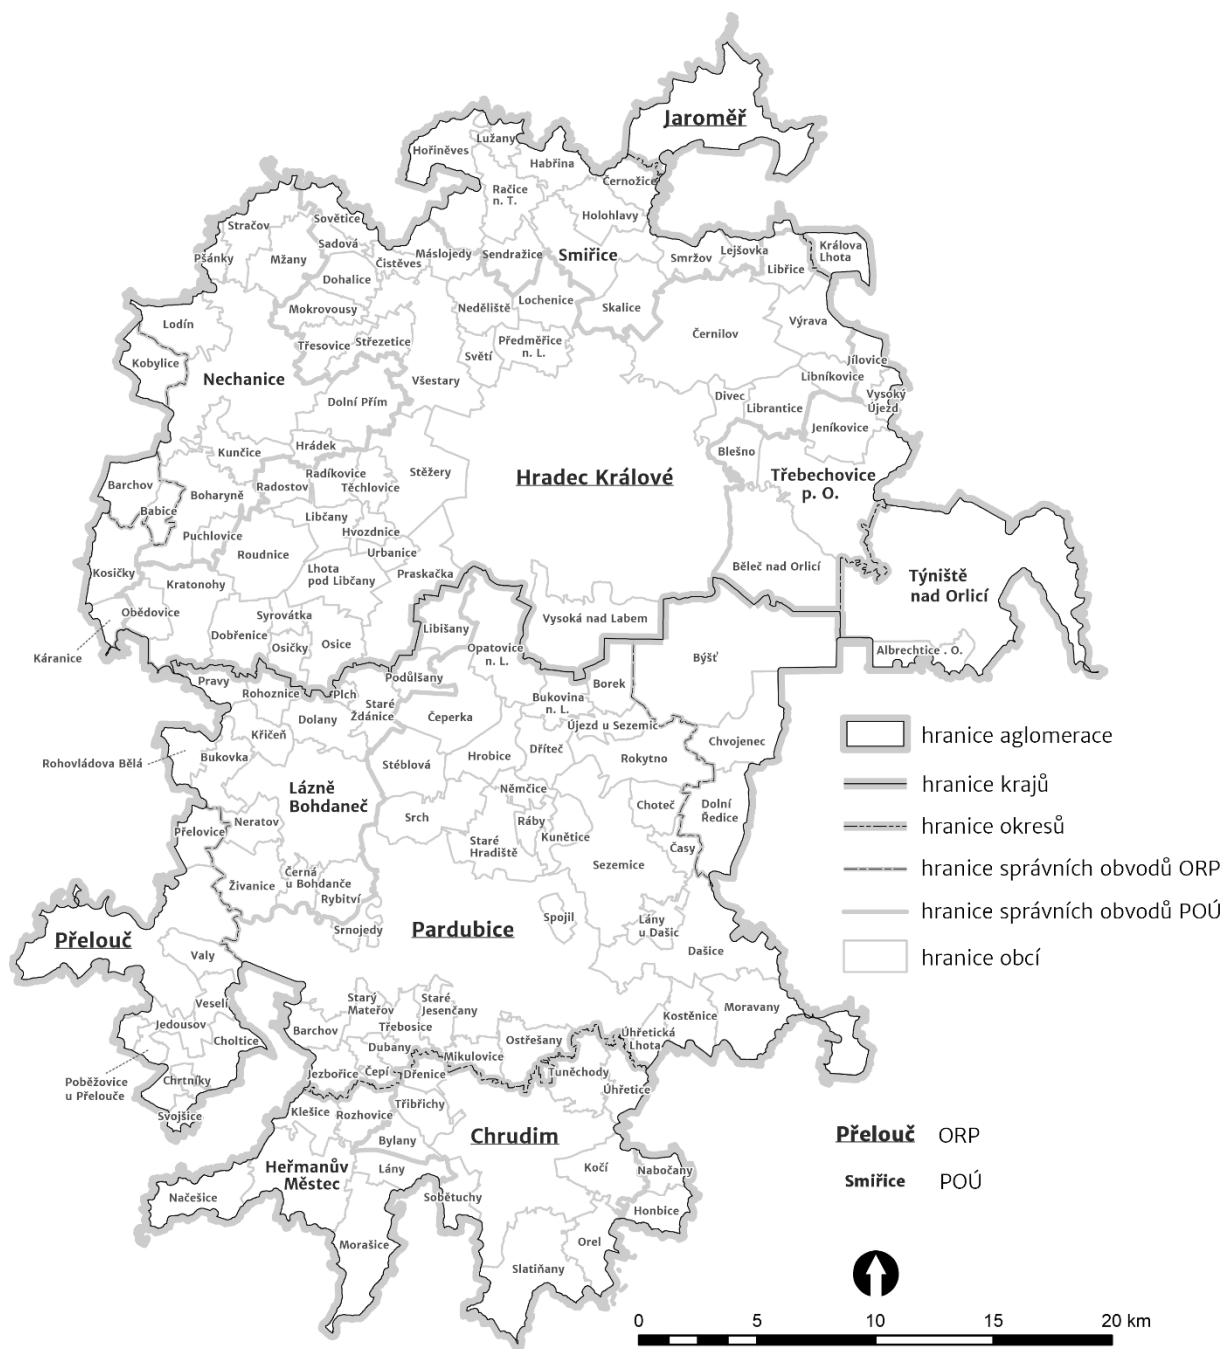 Jaroměř
Lužany
Hořiněves
Habřina
Černožice
Račice
n. T.
Holohlavy
Sovětice
Stračov
Sadová
Máslojedy
Sendražice
Smiřice
Smržov
Lejšovka
Králova
Lhota
Pšánky
Mžany
Čistěves
Libřice
Dohalice
Lochenice
Neděliště
Skalice
Mokrovousy
Lodín
Výrava
Černilov
Třesovice
Střezetice
Předměřice
n. L.
Světí
Kobylice
Jílovice
Nechanice
Všestary
Libníkovice
Vysoký
Újezd
Dolní Přím
Divec
Librantice
Jeníkovice
Hrádek
Kunčice
Blešno
Radíkovice
Stěžery
Hradec Králové
Třebechovice
p. O.
Barchov
Radostov
Těchlovice
Boharyně
Babice
Libčany
Hvozdnice
Puchlovice
Roudnice
Urbanice
Kosičky
Kratonohy
Lhota
pod Libčany
Praskačka
Běleč nad Orlicí
Týniště
nad Orlicí
Obědovice
Syrovátka
Vysoká nad Labem
Dobřenice
Libišany
Osičky
Osice
Opatovice
n. L.
Albrechtice . O.
Káranice
Býšť
Pravy
Podůlšany
Borek
Rohoznice
Plch
Bukovina
n. L.
Staré
Ždánice
Dolany
Čeperka
Újezd u Sezemic
Křičeň
hranice aglomerace
Chvojenec
Bukovka
Rohovládova Bělá
Stéblová
Hrobice
Dříteč
Rokytno
hranice krajů
Lázně
Bohdaneč
Němčice
Choteč
Dolní
Ředice
Neratov
Srch
Ráby
Kunětice
hranice okresů
Přelovice
Staré
Hradiště
Časy
Sezemice
hranice správních obvodů ORP
Živanice
Černá
u Bohdanče
Rybitví
hranice správních obvodů POÚ
Spojil
Lány
u Dašic
Přelouč
Srnojedy
Pardubice
Dašice
hranice obcí
Valy
Veselí
Starý
Mateřov
Staré
Jesenčany
Moravany
Kostěnice
Jedousov
Barchov
Třebosice
Úhřetická
Lhota
Choltice
Ostřešany
Dubany
Mikulovice
Poběžovice
u Přelouče
Chrtníky
Jezbořice
Čepí
Dřenice
Tuněchody
Úhřetice
Svojšice
Klešice
Rozhovice
Třibřichy
Chrudim
Přelouč ORP
Bylany
Heřmanův
Městec
Lány
Kočí
Nabočany
Smiřice POÚ
Načešice
Sobětuchy
Honbice
Morašice
Orel
Slatiňany
0 5 10 15 20 km